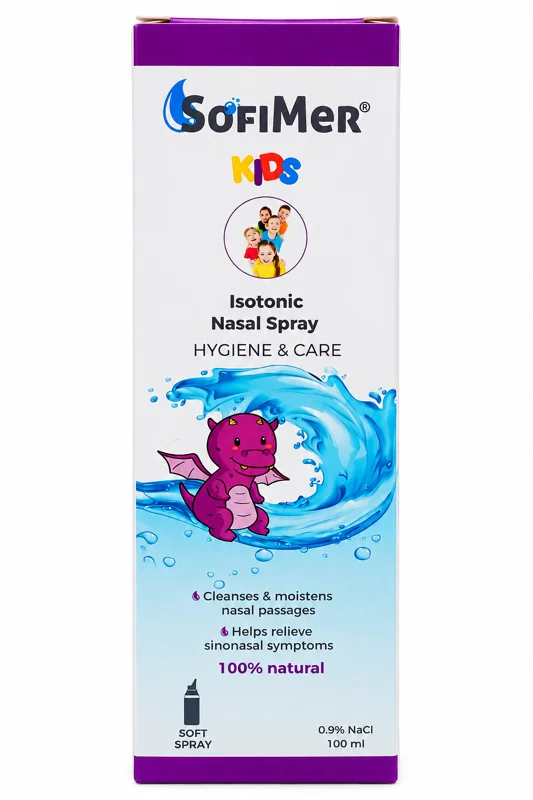 SOFIMER®
KIDS
Isotonic
Nasal Spray
HYGIENE & CARE
Cleanses & moistens
nasal passages
Helps relieve
sinonasal symptoms
100% natural
SOFT
SPRAY
0.9% NaCl
100 ml